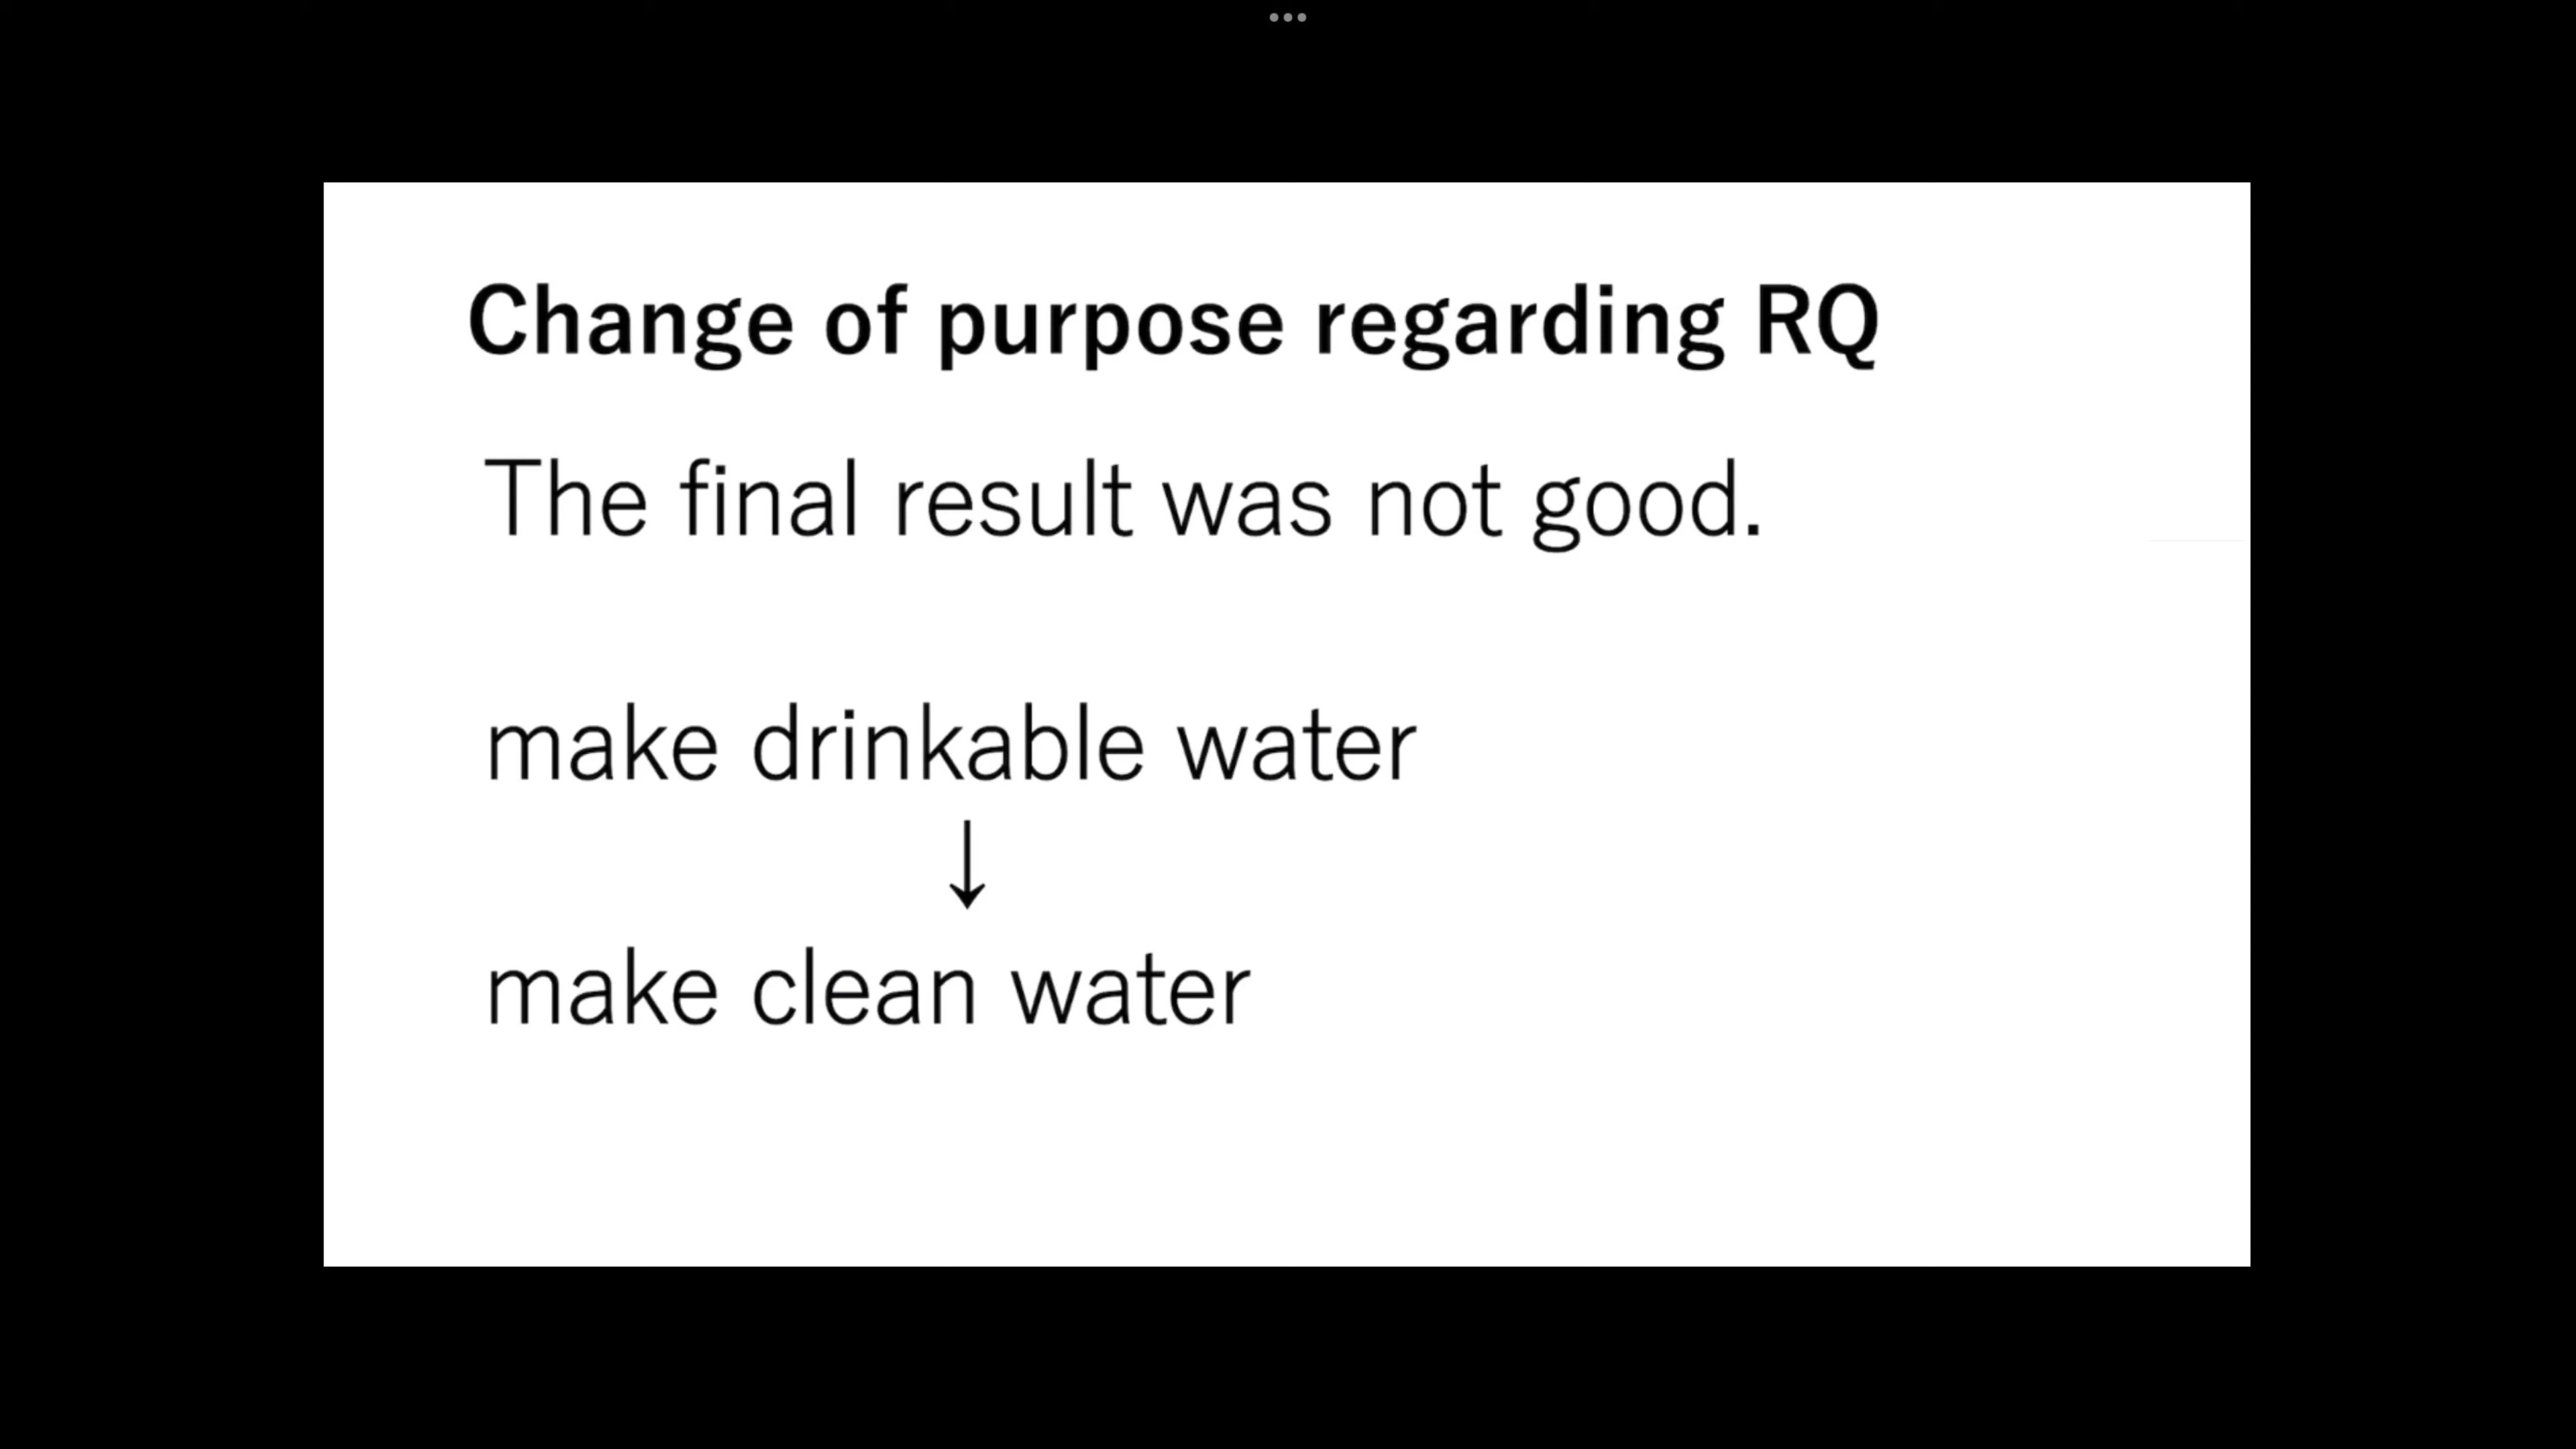 Change of purpose regarding RQ
The final result was not good.
make drinkable water
↓
make clean water